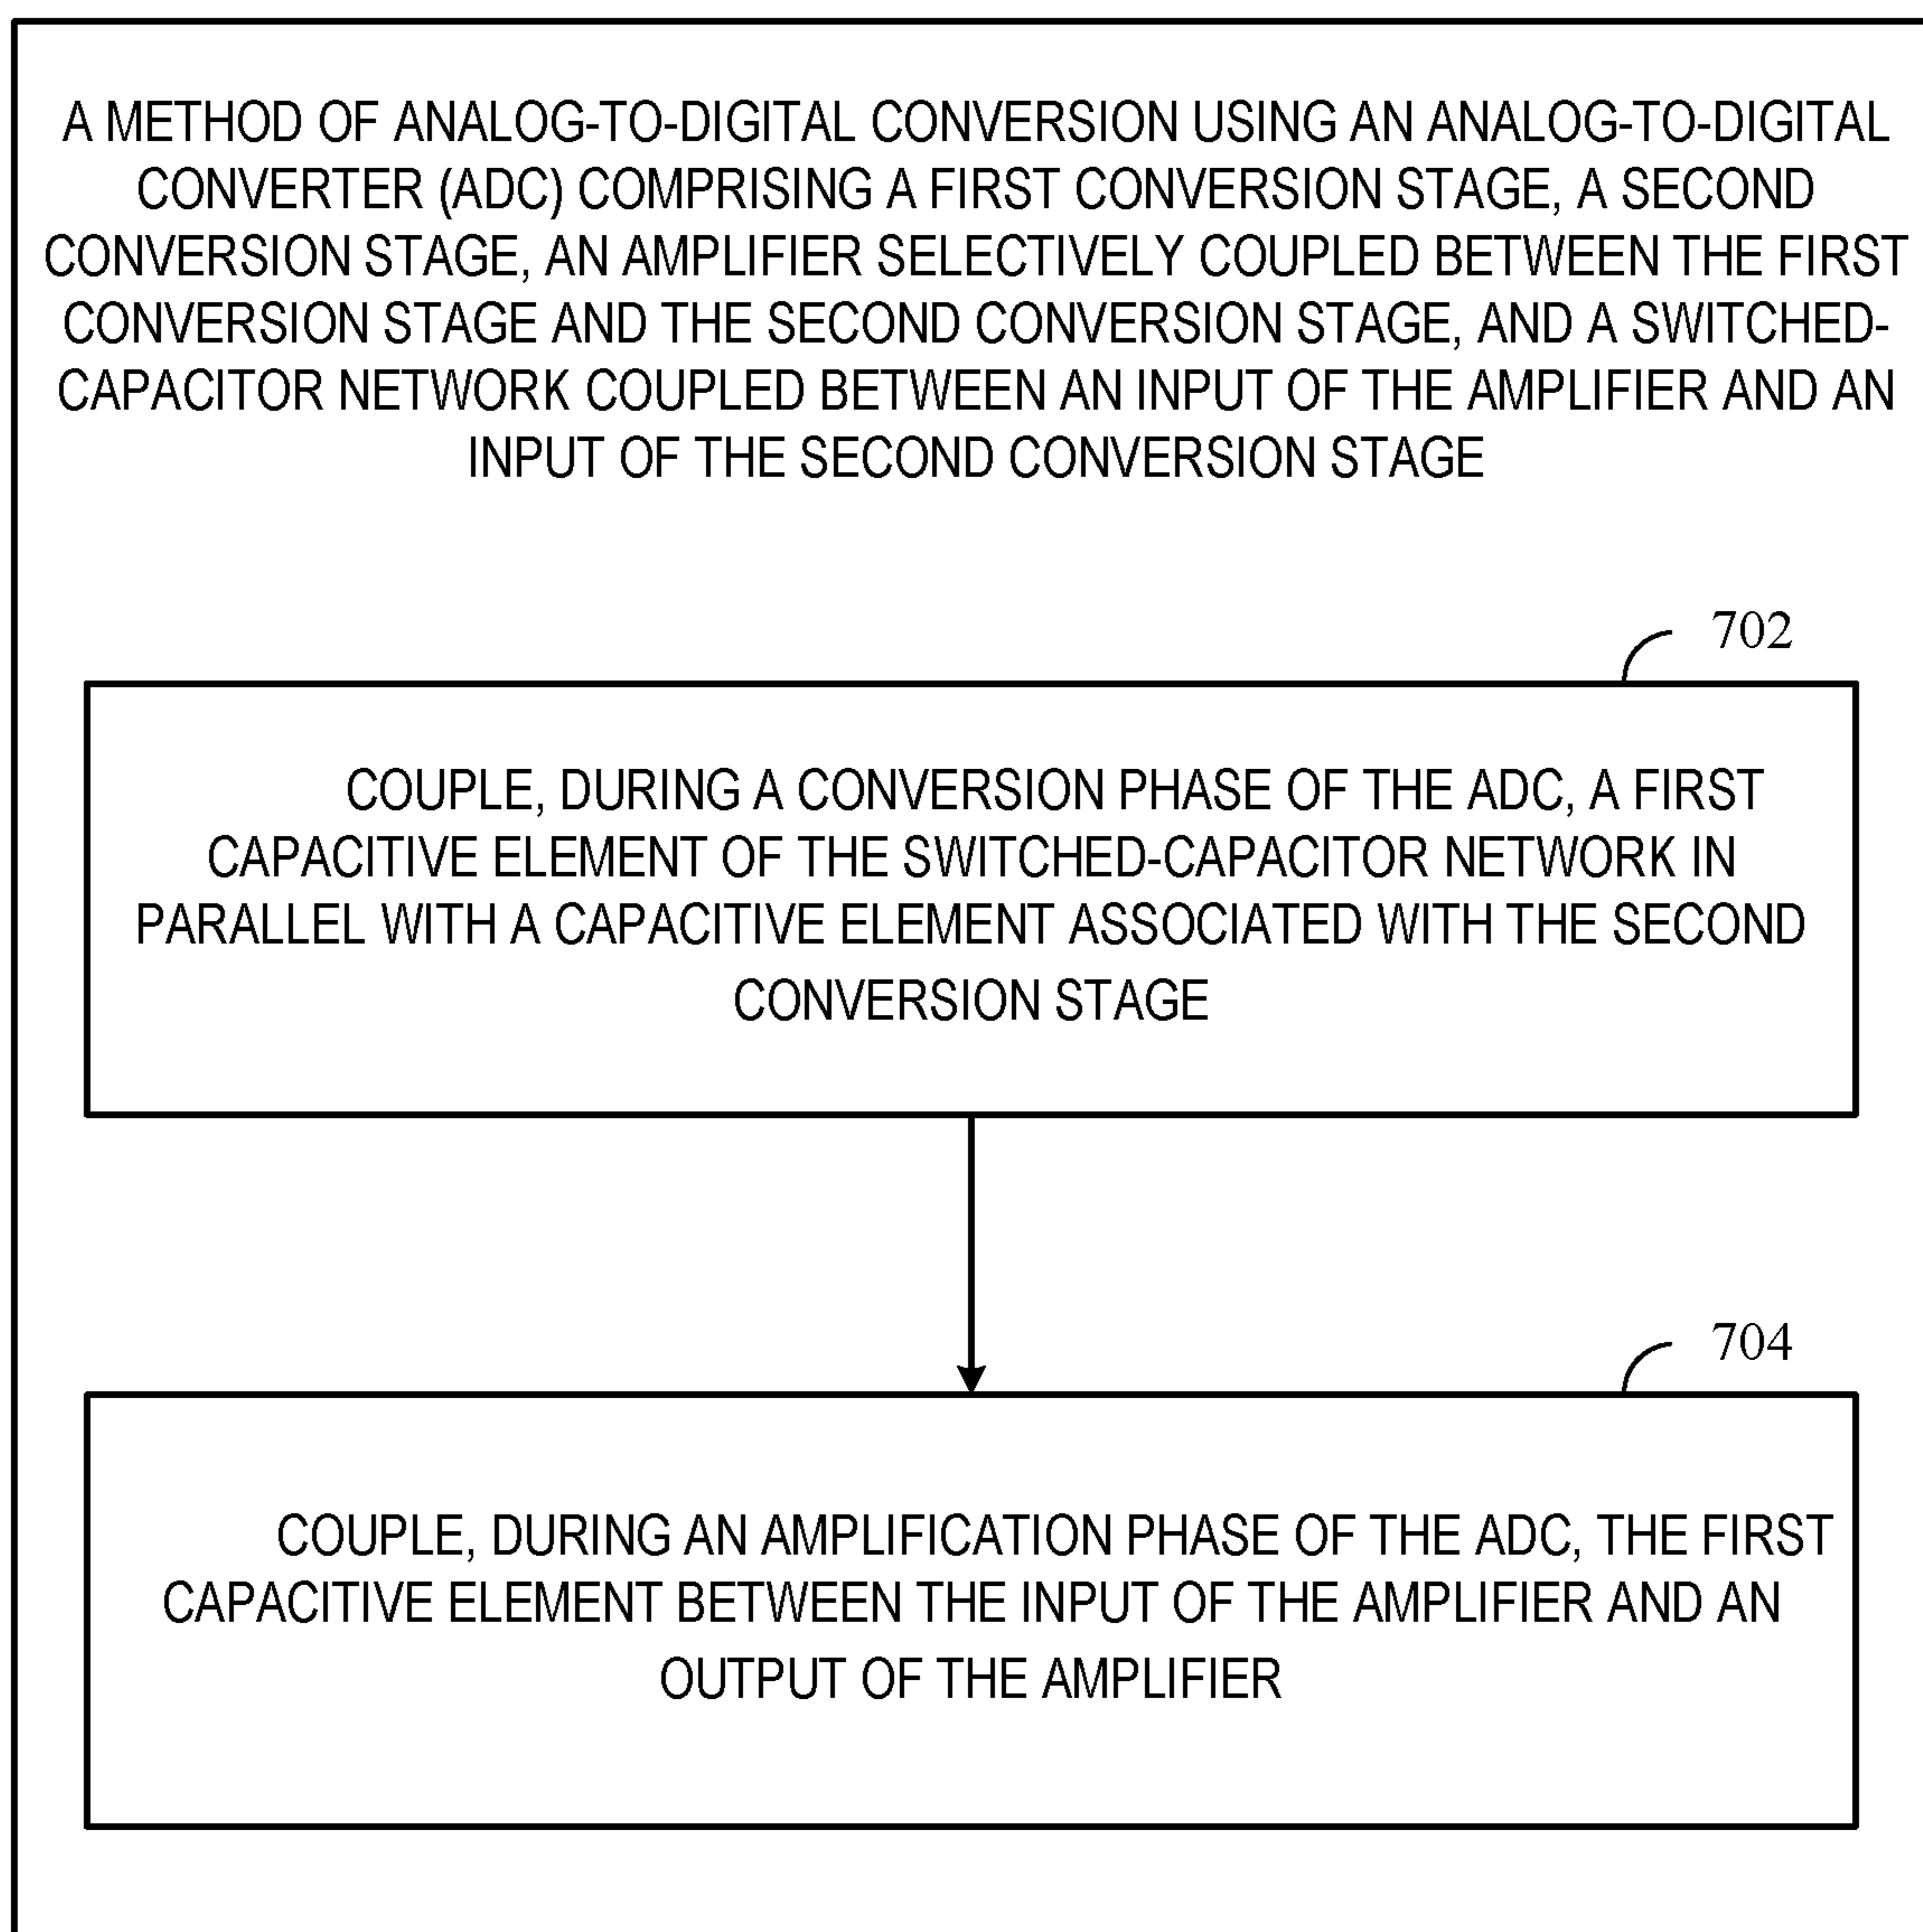 A METHOD OF ANALOG-TO-DIGITAL CONVERSION USING AN ANALOG-TO-DIGITAL
CONVERTER (ADC) COMPRISING A FIRST CONVERSION STAGE, A SECOND
CONVERSION STAGE, AN AMPLIFIER SELECTIVELY COUPLED BETWEEN THE FIRST
CONVERSION STAGE AND THE SECOND CONVERSION STAGE, AND A SWITCHED-
CAPACITOR NETWORK COUPLED BETWEEN AN INPUT OF THE AMPLIFIER AND AN
INPUT OF THE SECOND CONVERSION STAGE
702
COUPLE, DURING A CONVERSION PHASE OF THE ADC, A FIRST
CAPACITIVE ELEMENT OF THE SWITCHED-CAPACITOR NETWORK IN
PARALLEL WITH A CAPACITIVE ELEMENT ASSOCIATED WITH THE SECOND
CONVERSION STAGE
704
COUPLE, DURING AN AMPLIFICATION PHASE OF THE ADC, THE FIRST
CAPACITIVE ELEMENT BETWEEN THE INPUT OF THE AMPLIFIER AND AN
OUTPUT OF THE AMPLIFIER